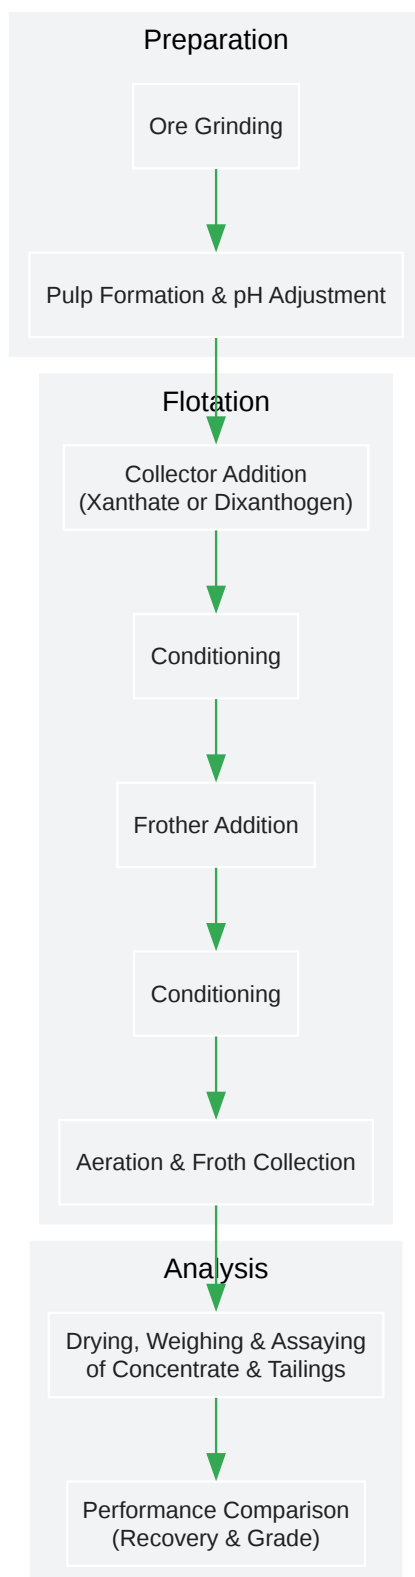 Preparation
Ore Grinding
Pulp Formation & pH Adjustment
Flotation
Collector Addition
(Xanthate or Dixanthogen)
Conditioning
Frother Addition
Conditioning
Aeration & Froth Collection
Analysis
Drying, Weighing & Assaying
of Concentrate & Tailings
Performance Comparison
(Recovery & Grade)